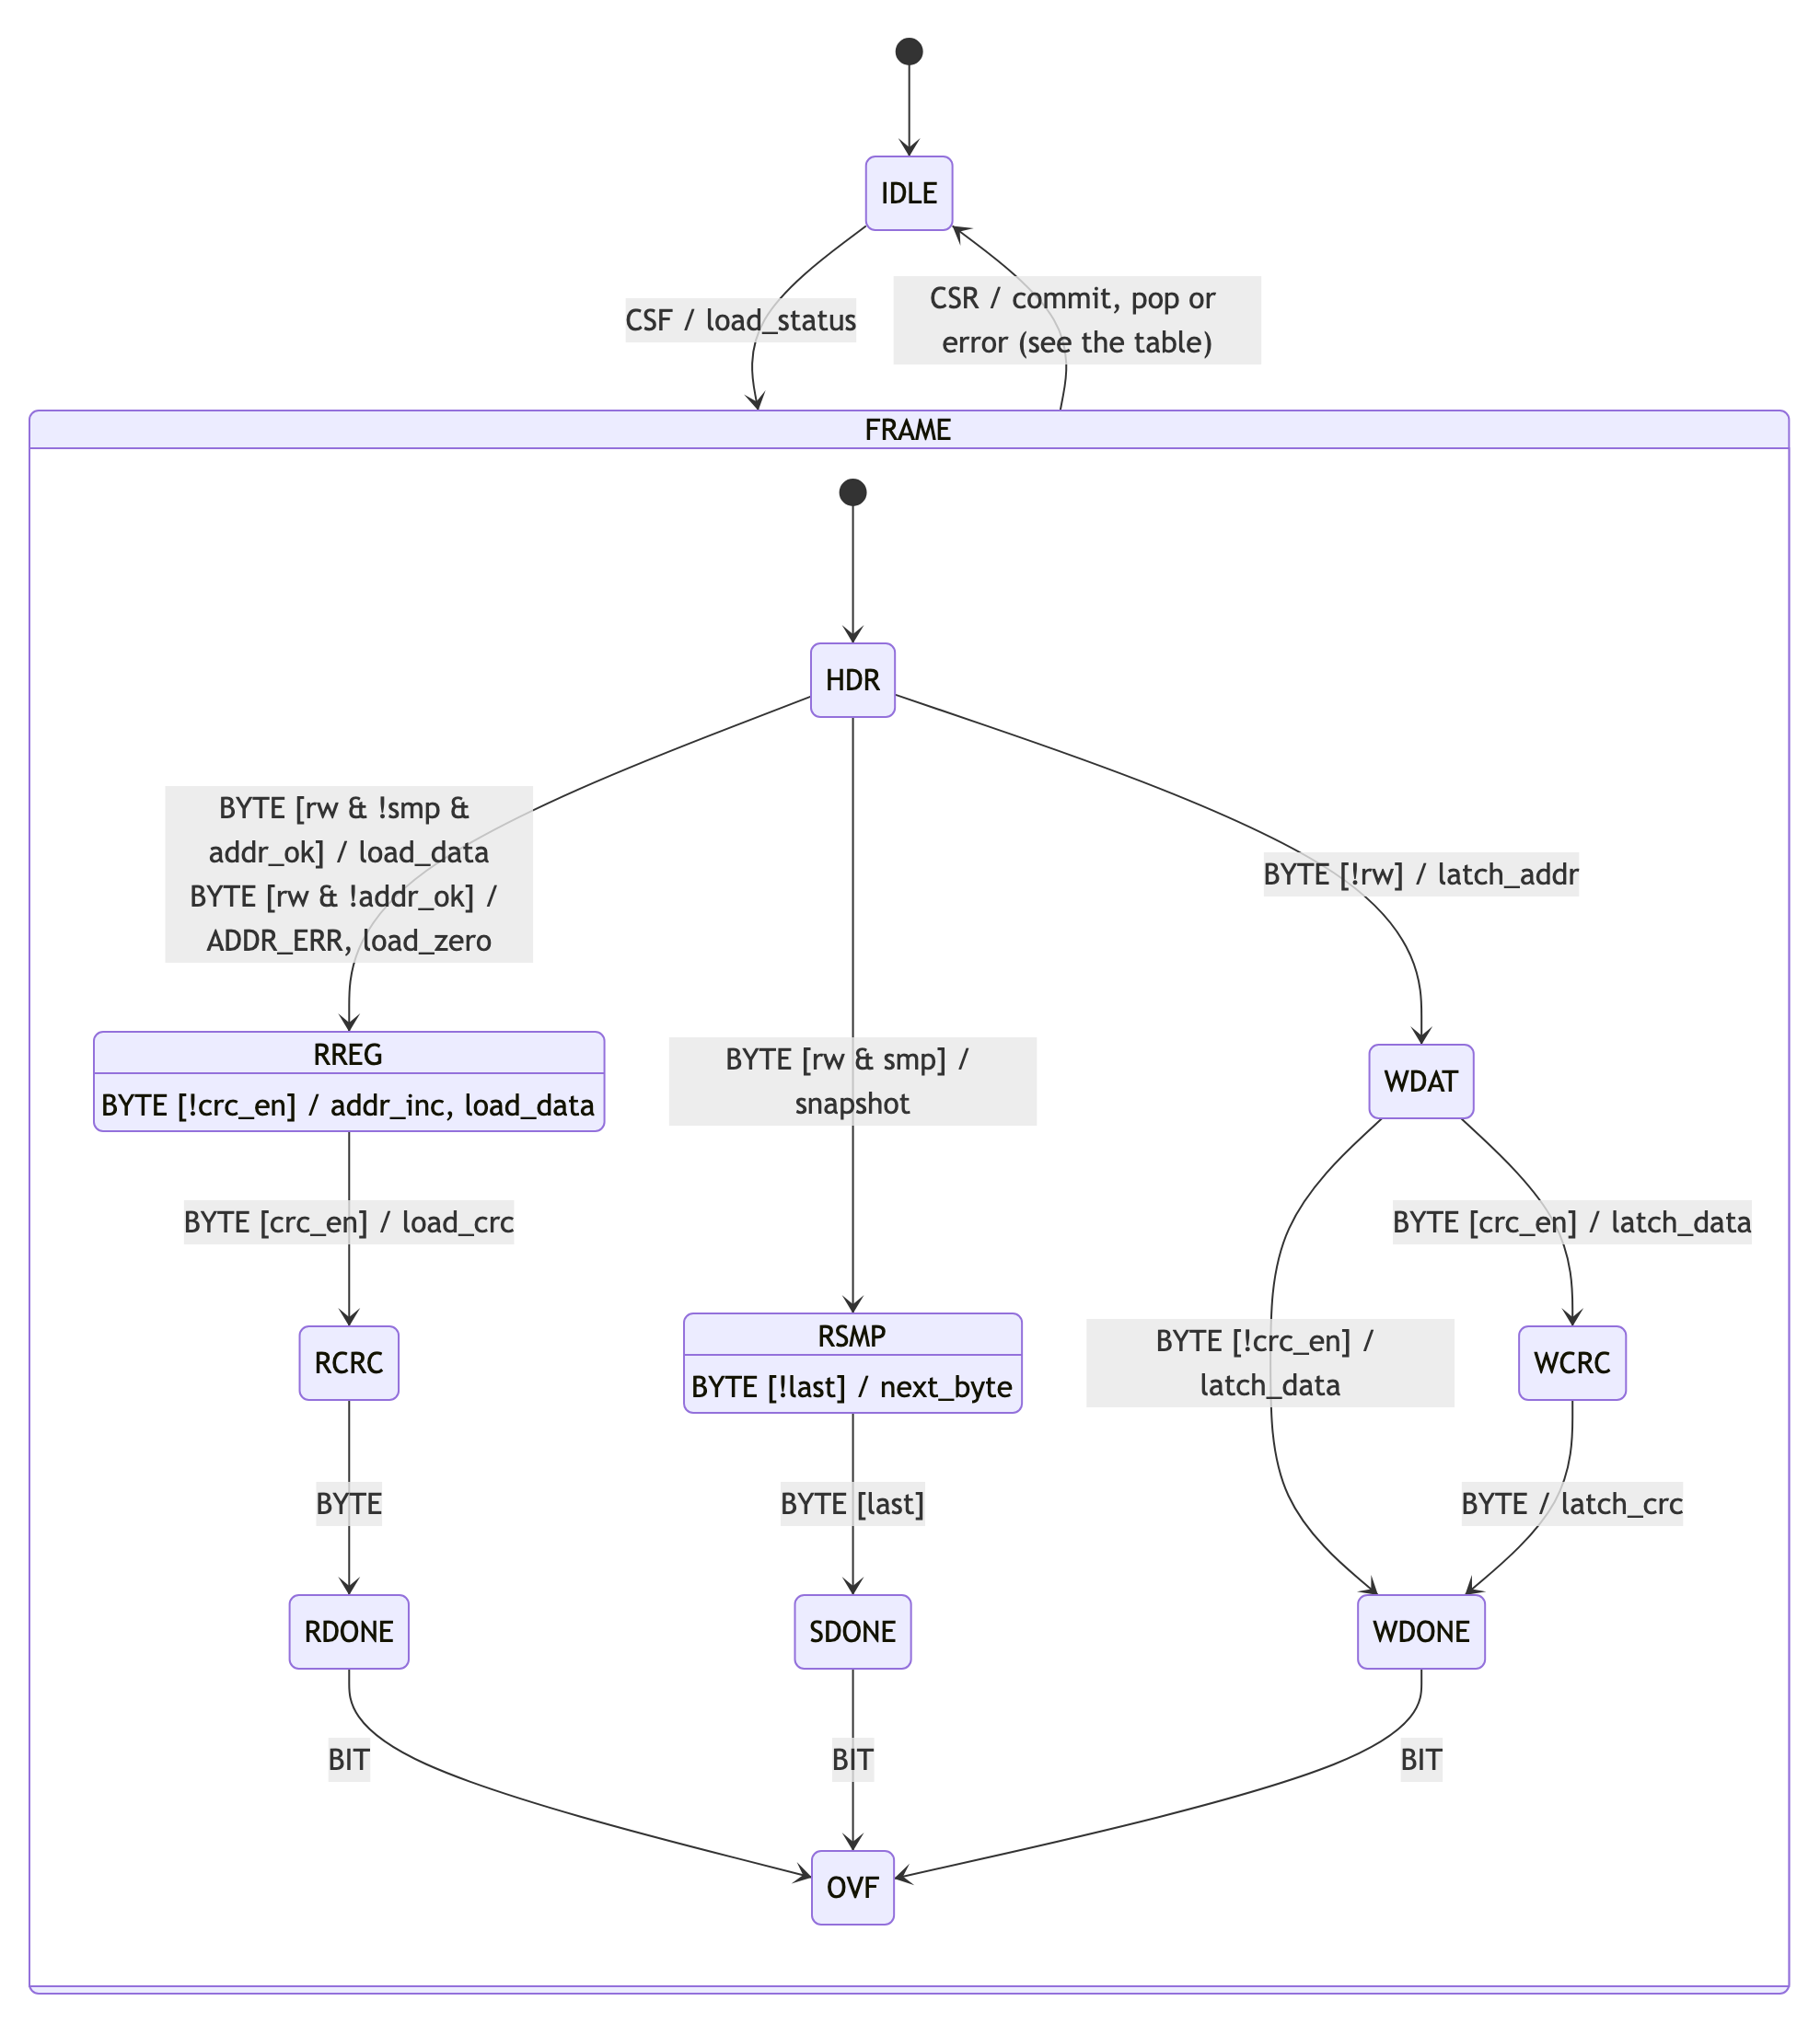 IDLE
CSF / load_status
CSR / commit, pop or
error (see the table)
FRAME
HDR
BYTE [rw & !smp &
addr_ok] / load_data
BYTE [rw & !addr_ok] /
ADDR_ERR, load_zero
BYTE [!rw] / latch_addr
RREG
BYTE [!crc_en] / addr_inc, load_data
BYTE [rw & smp] /
snapshot
WDAT
BYTE [crc_en] / load_crc
BYTE [crc_en] / latch_data
RCRC
RSMP
BYTE [!last] / next_byte
BYTE [!crc_en] /
latch_data
WCRC
BYTE
BYTE [last]
BYTE / latch_crc
RDONE
SDONE
WDONE
BIT
BIT
BIT
OVF